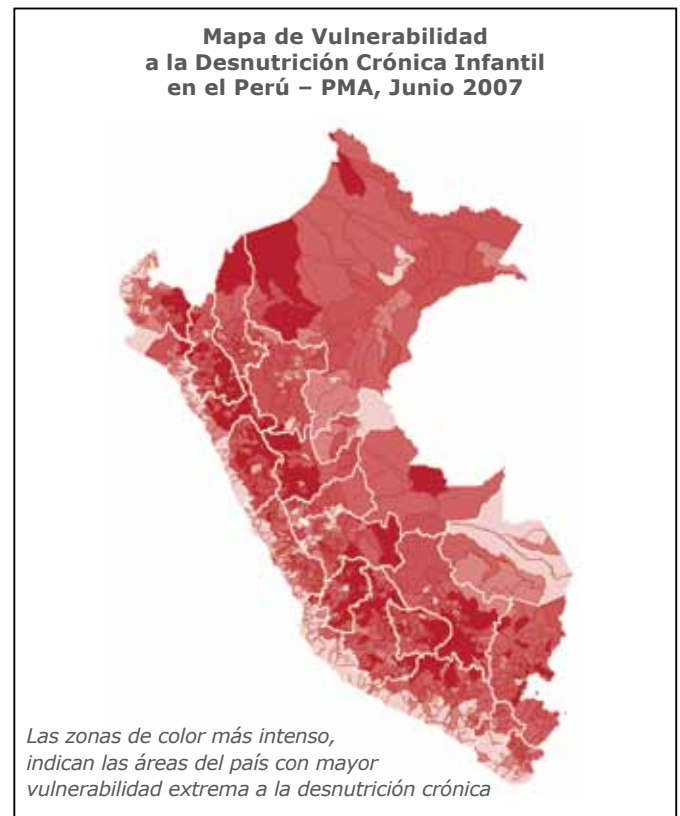 Mapa de Vulnerabilidad
a la Desnutrición Crónica Infantil
en el Perú – PMA, Junio 2007
Las zonas de color más intenso,
indican las áreas del país con mayor
vulnerabilidad extrema a la desnutrición crónica